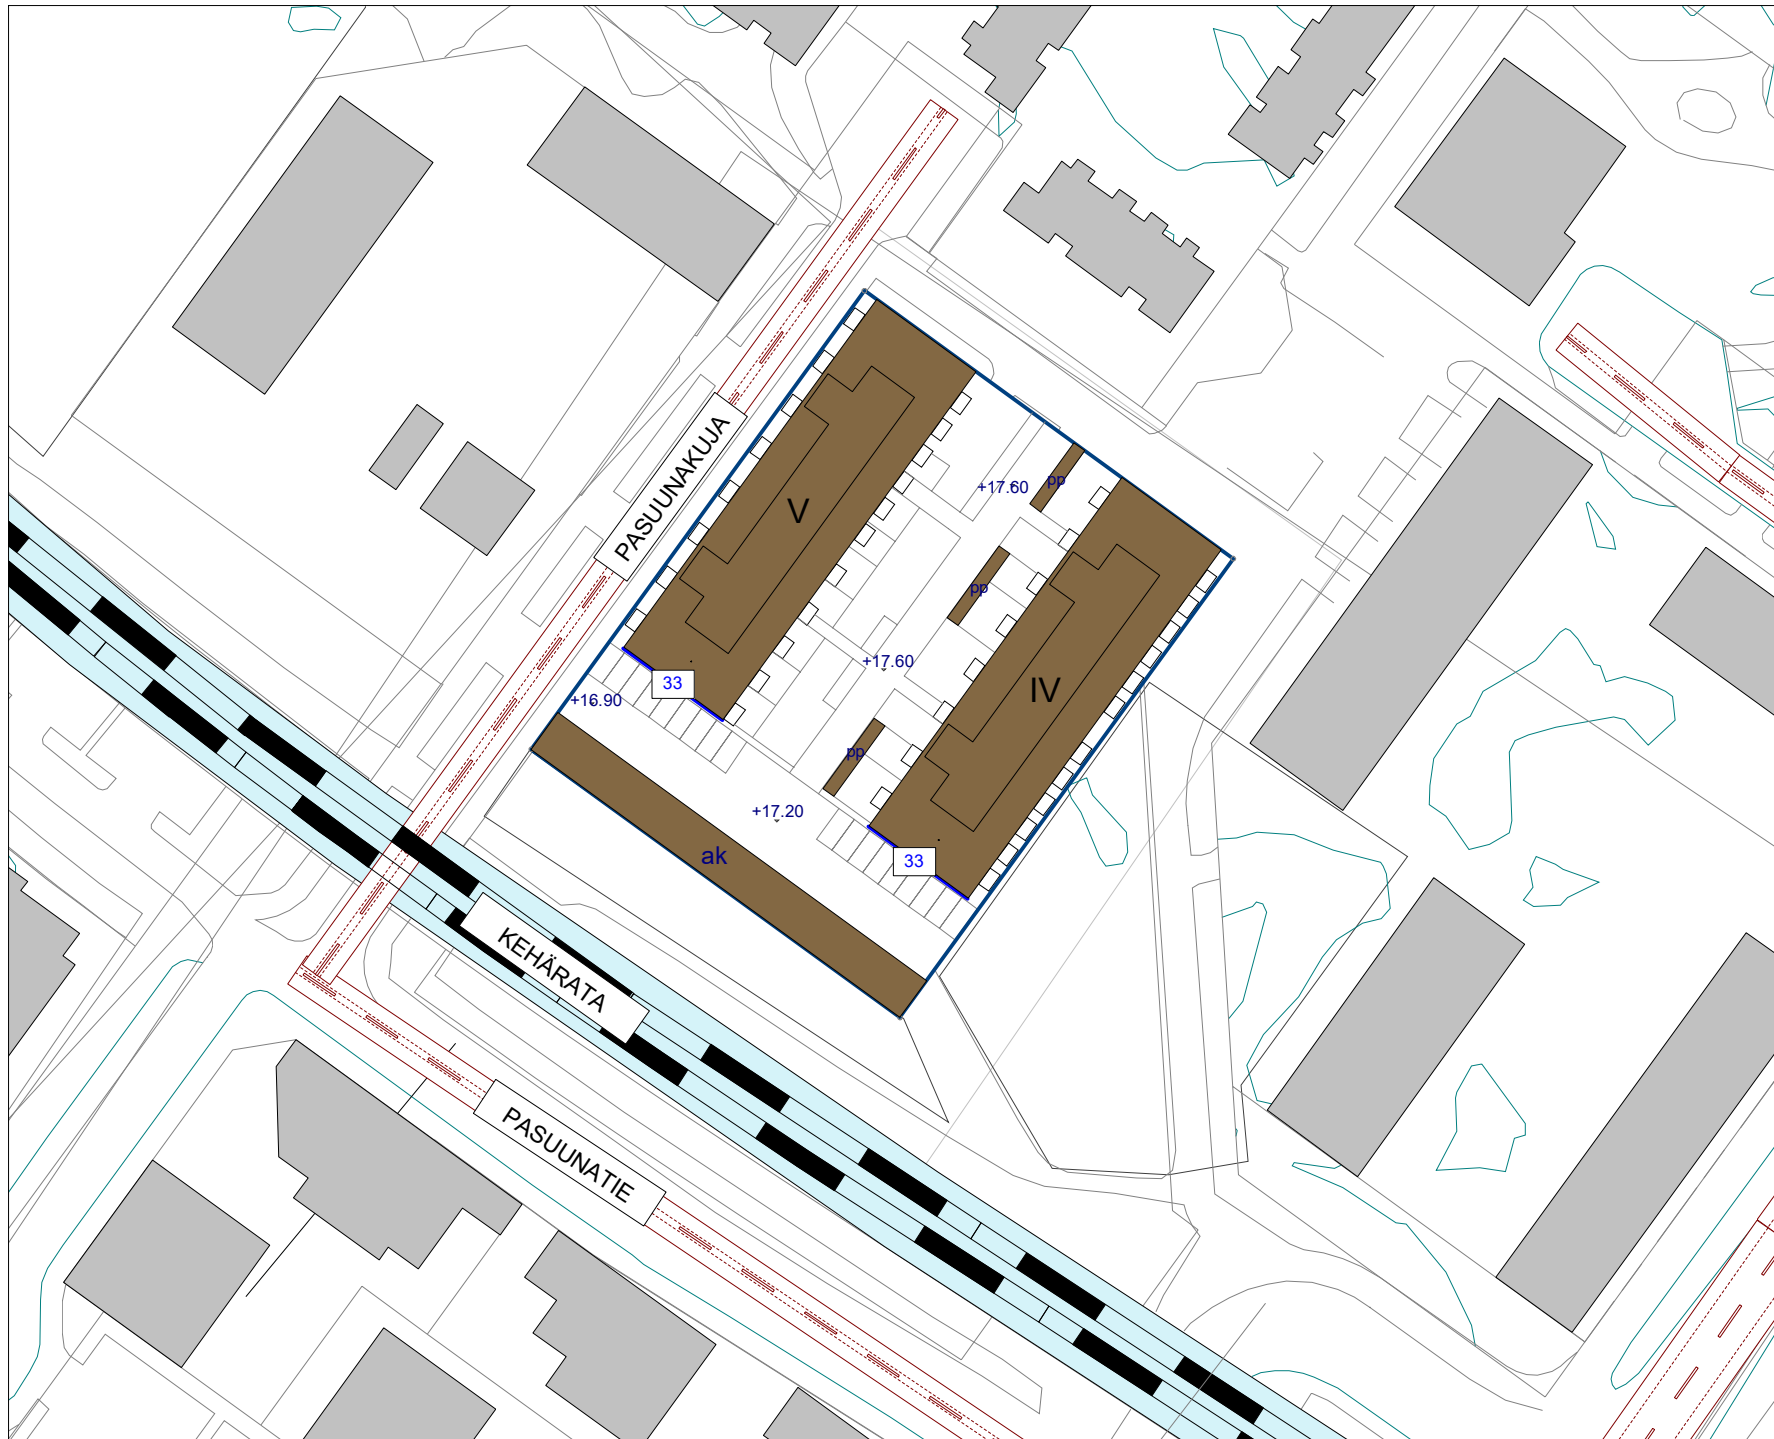 PASUUNAKUJA
V
+17.60
pp
pp
+17.60
IV
33
+16.90
pp
+17.20
ak
33
KEHÄRATA
PASUUNATIE